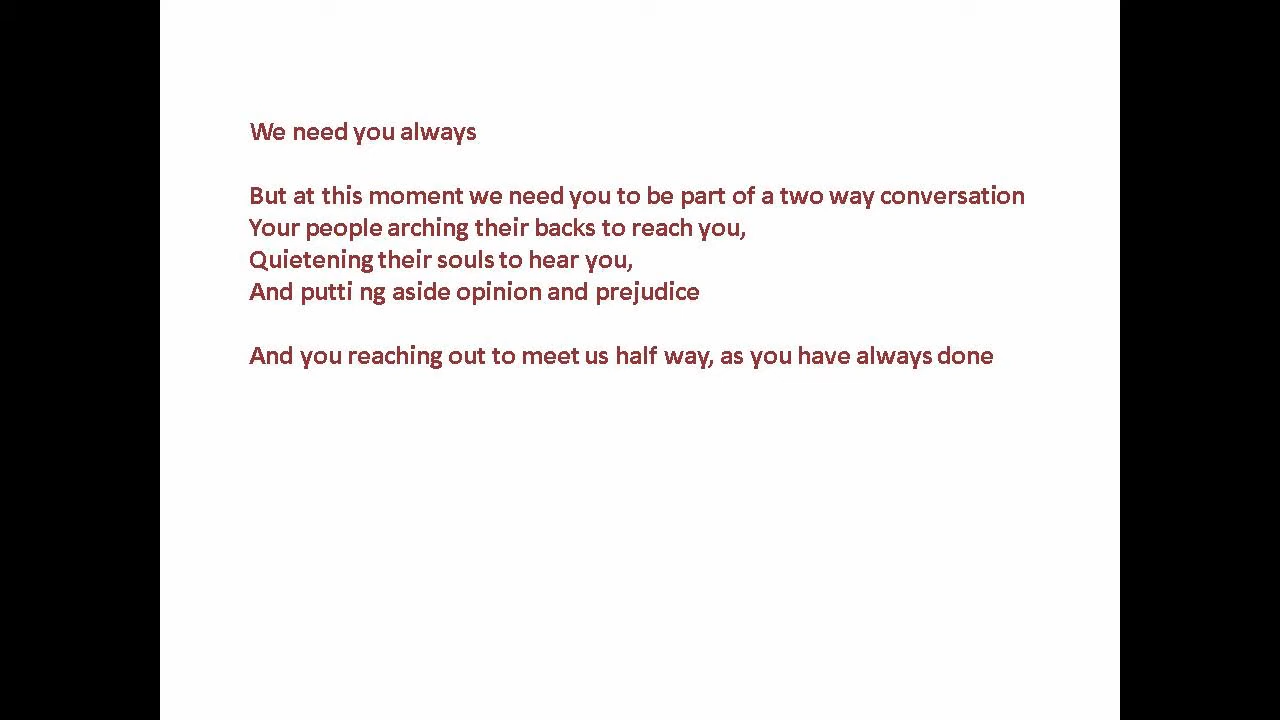 We need you always
But at this moment we need you to be part of a two way conversation
Your people arching their backs to reach you,
Quietening their souls to hear you,
And putti ng aside opinion and prejudice
And you reaching out to meet us half way, as you have always done